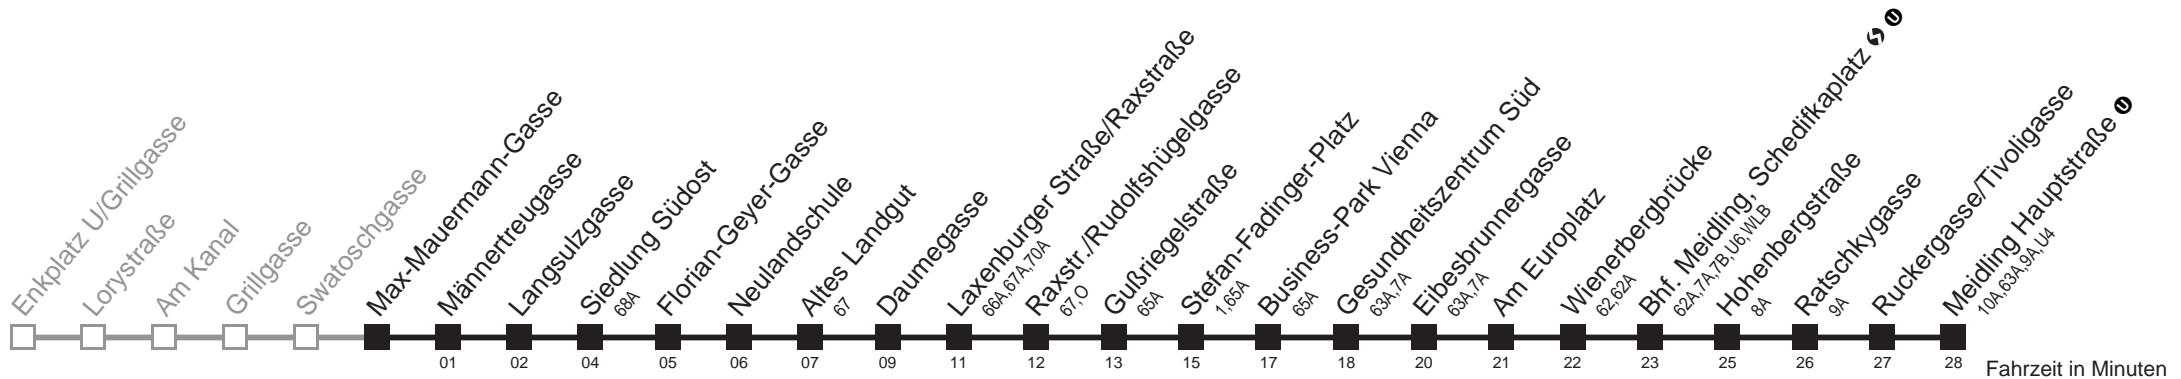 Enkplatz U/Grillgasse
Lorystraße
Am Kanal
Grillgasse
Swatoschgasse
Max-Mauermann-Gasse
Männertreugasse
Langsulzgasse
Siedlung Südost
68A
Florian-Geyer-Gasse
Neulandschule
Altes Landgut
67
Daumegasse
Laxenburger Straße/Raxstraße
66A,67A,70A
Raxstr./Rudolfshügelgasse
67,O
Gußriegelstraße
65A
Stefan-Fadinger-Platz
1,65A
Business-Park Vienna
65A
Gesundheitszentrum Süd
63A,7A
Eibesbrunnergasse
63A,7A
Am Europlatz
Wienerbergbrücke
62,62A
Bhf. Meidling, Schedifkaplatz S U
62A,7A,7B,U6,WLB
Hohenbergstraße
8A
Ratschkygasse
9A
Ruckergasse/Tivoligasse
Meidling Hauptstraße U
10A,63A,9A,U4
01 02 04 05 06 07 09 11 12 13 15 17 18 20 21 22 23 25 26 27 28 Fahrzeit in Minuten